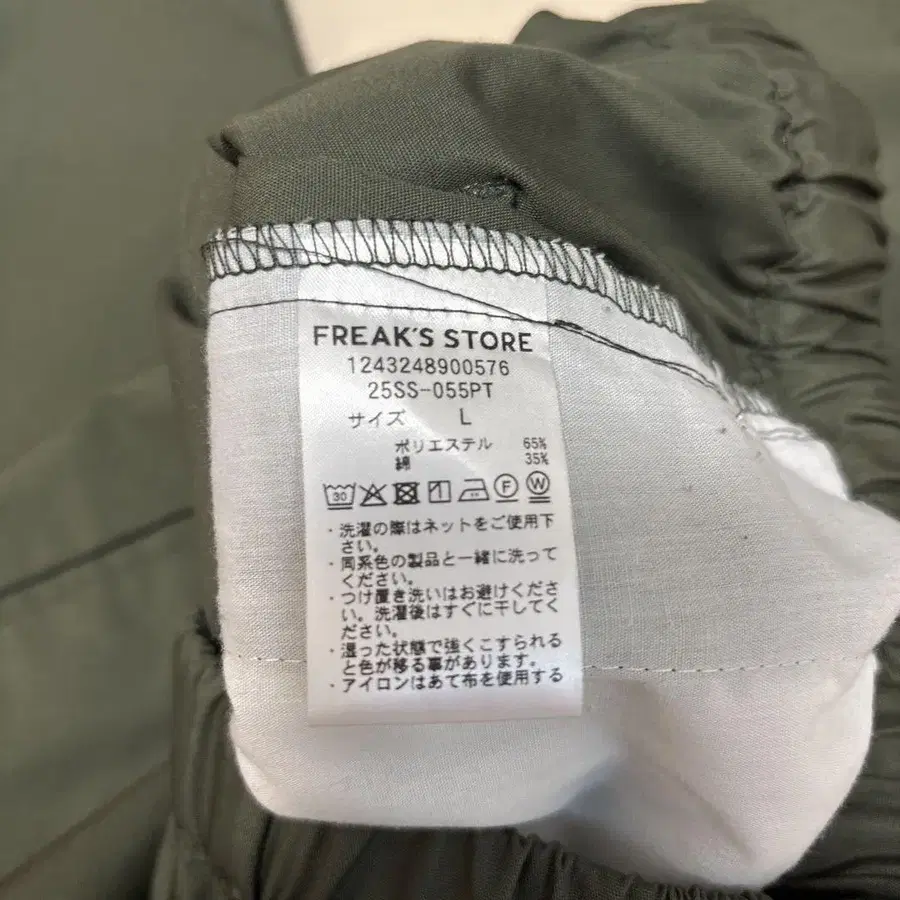 FREAK'S STORE
1243248900576
25SS-055PT
サイズ L
ポリエステル 65%
綿 35%
30 F W
・洗濯の際はネットをご使用下
さい。
・同系色の製品と一緒に洗って
ください。
・つけ置き洗いはお避けくださ
い。洗濯後はすぐに干してく
ださい。
・湿った状態で強くこすられる
と色が移る事があります。
・アイロンはあて布を使用する